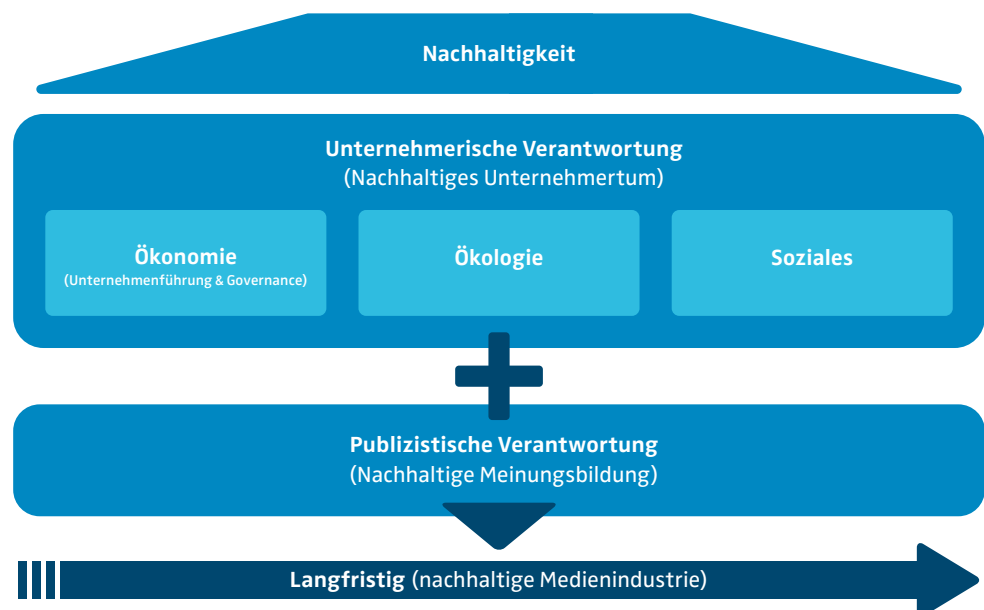 Nachhaltigkeit
Unternehmerische Verantwortung
(Nachhaltiges Unternehmertum)
Ökonomie
(Unternehmenführung & Governance)
Ökologie
Soziales
Publizistische Verantwortung
(Nachhaltige Meinungsbildung)
Langfristig (nachhaltige Medienindustrie)